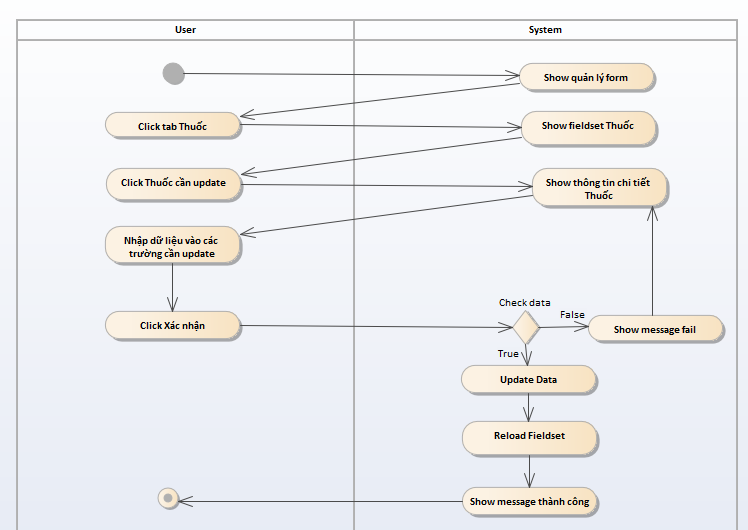 User
System
Show quản lý form
Click tab Thuốc
Show fieldset Thuốc
Click Thuốc cần update
Show thông tin chi tiết
Thuốc
Nhập dữ liệu vào các
trường cần update
Check data
Click Xác nhận
False
Show message fail
True
Update Data
Reload Fieldset
Show message thành công